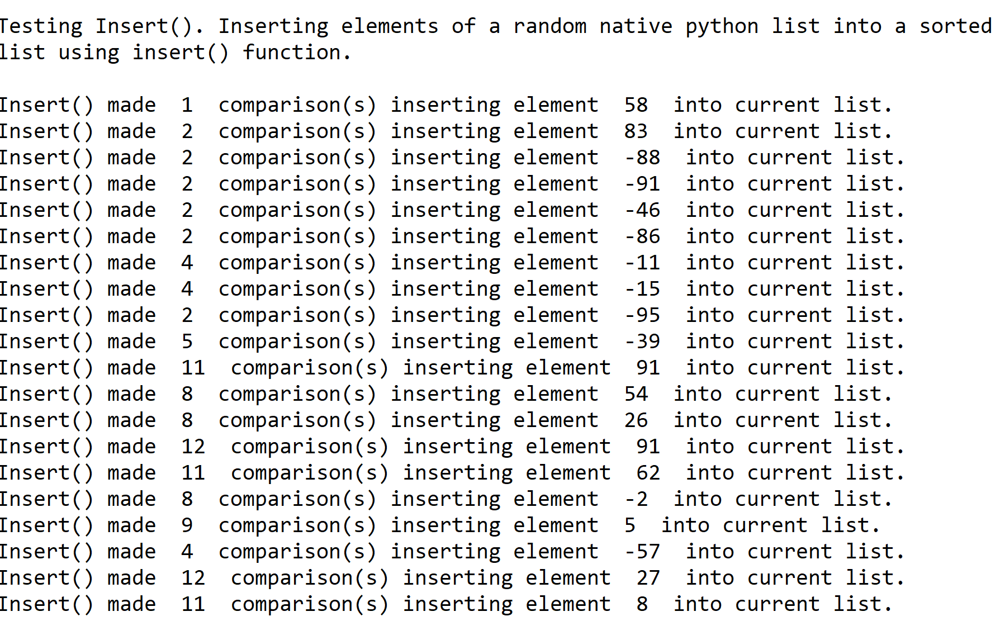 Testing Insert(). Inserting elements of a random native python list into a sorted
list using insert() function.
Insert() made  1  comparison(s) inserting element  58  into current list.
Insert() made  2  comparison(s) inserting element  83  into current list.
Insert() made  2  comparison(s) inserting element  -88  into current list.
Insert() made  2  comparison(s) inserting element  -91  into current list.
Insert() made  2  comparison(s) inserting element  -46  into current list.
Insert() made  2  comparison(s) inserting element  -86  into current list.
Insert() made  4  comparison(s) inserting element  -11  into current list.
Insert() made  4  comparison(s) inserting element  -15  into current list.
Insert() made  2  comparison(s) inserting element  -95  into current list.
Insert() made  5  comparison(s) inserting element  -39  into current list.
Insert() made  11  comparison(s) inserting element  91  into current list.
Insert() made  8  comparison(s) inserting element  54  into current list.
Insert() made  8  comparison(s) inserting element  26  into current list.
Insert() made  12  comparison(s) inserting element  91  into current list.
Insert() made  11  comparison(s) inserting element  62  into current list.
Insert() made  8  comparison(s) inserting element  -2  into current list.
Insert() made  9  comparison(s) inserting element  5  into current list.
Insert() made  4  comparison(s) inserting element  -57  into current list.
Insert() made  12  comparison(s) inserting element  27  into current list.
Insert() made  11  comparison(s) inserting element  8  into current list.